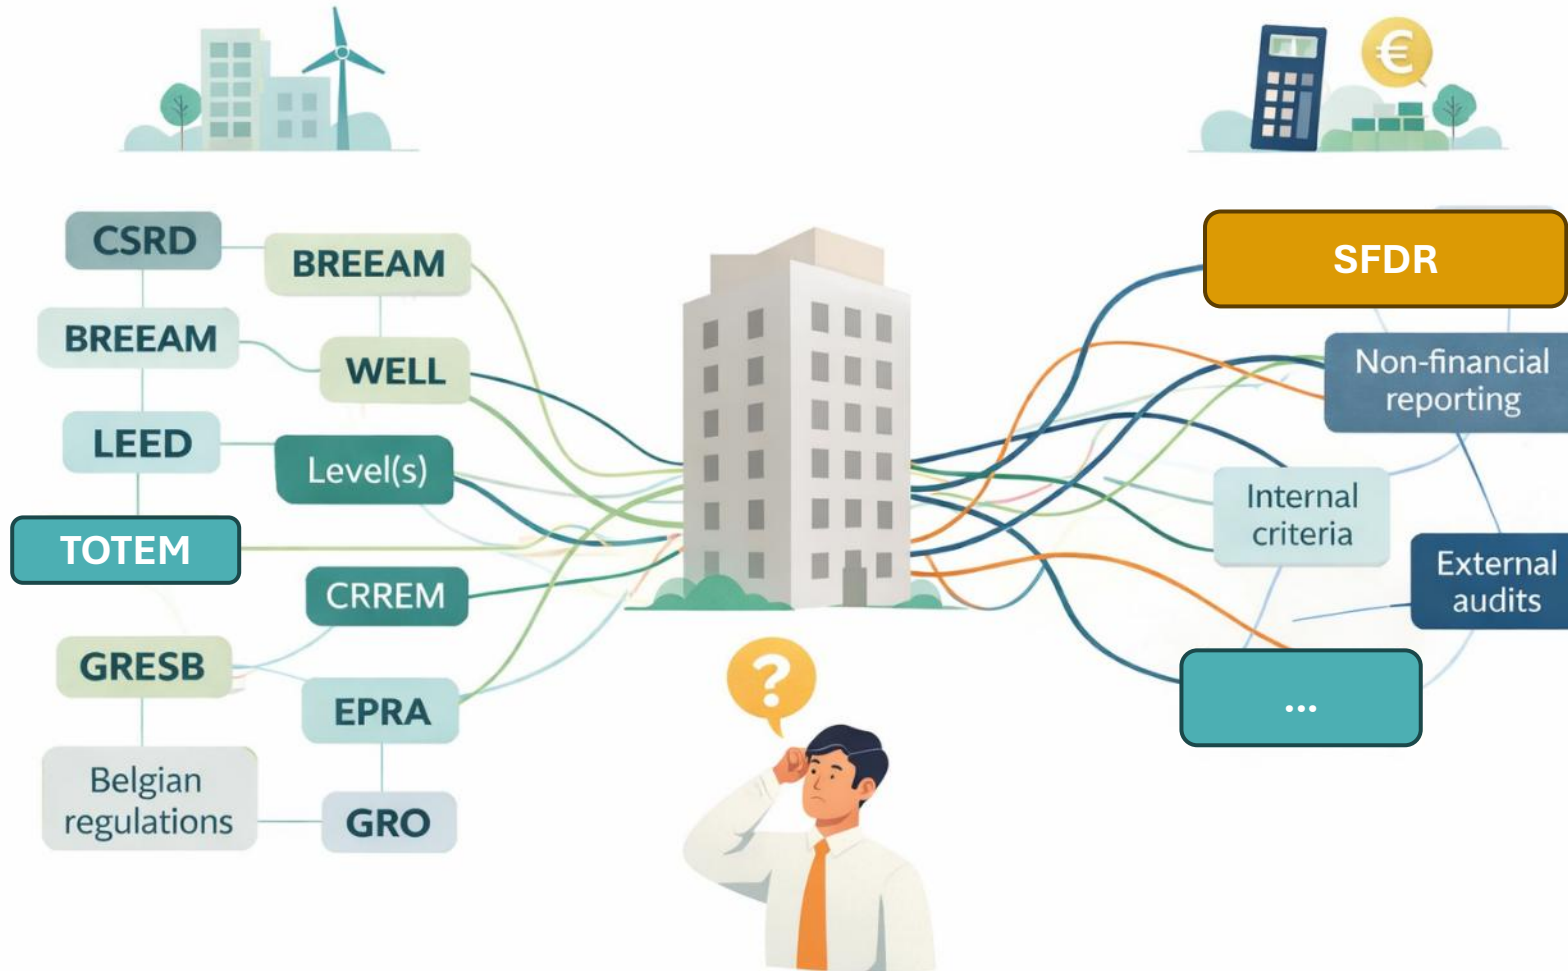 €
CSRD
BREEAM
BREEAM
WELL
LEED
Level(s)
TOTEM
CRREM
GRESB
EPRA
Belgian
regulations
GRO
?
SFDR
Non-financial
reporting
Internal
criteria
External
audits
...